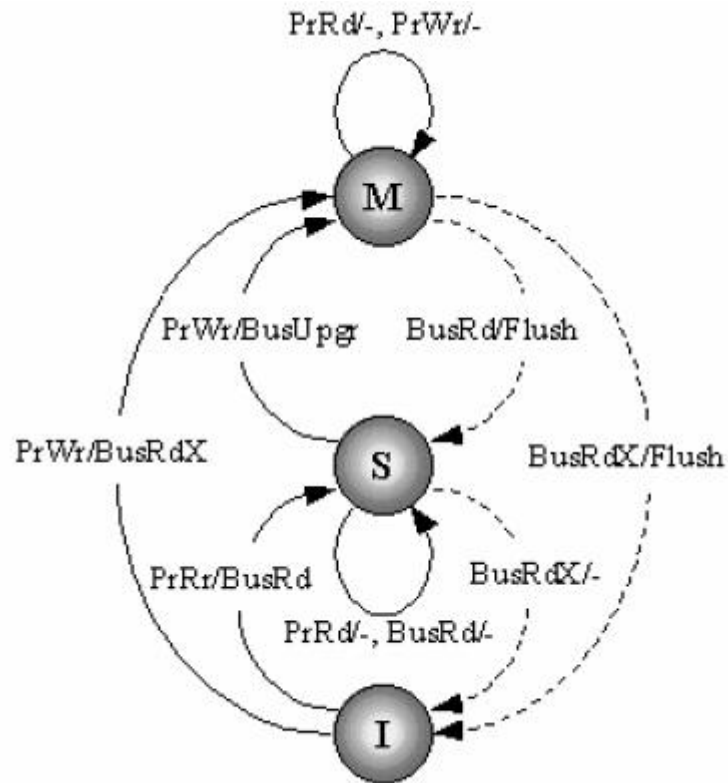 PrRd/-, PrWr/-
M
PrWr/BusUpgr
BusRd/Flush
PrWr/BusRdX
S
BusRdX/Flush
PrRr/BusRd
BusRdX/-
PrRd/-, BusRd/-
I